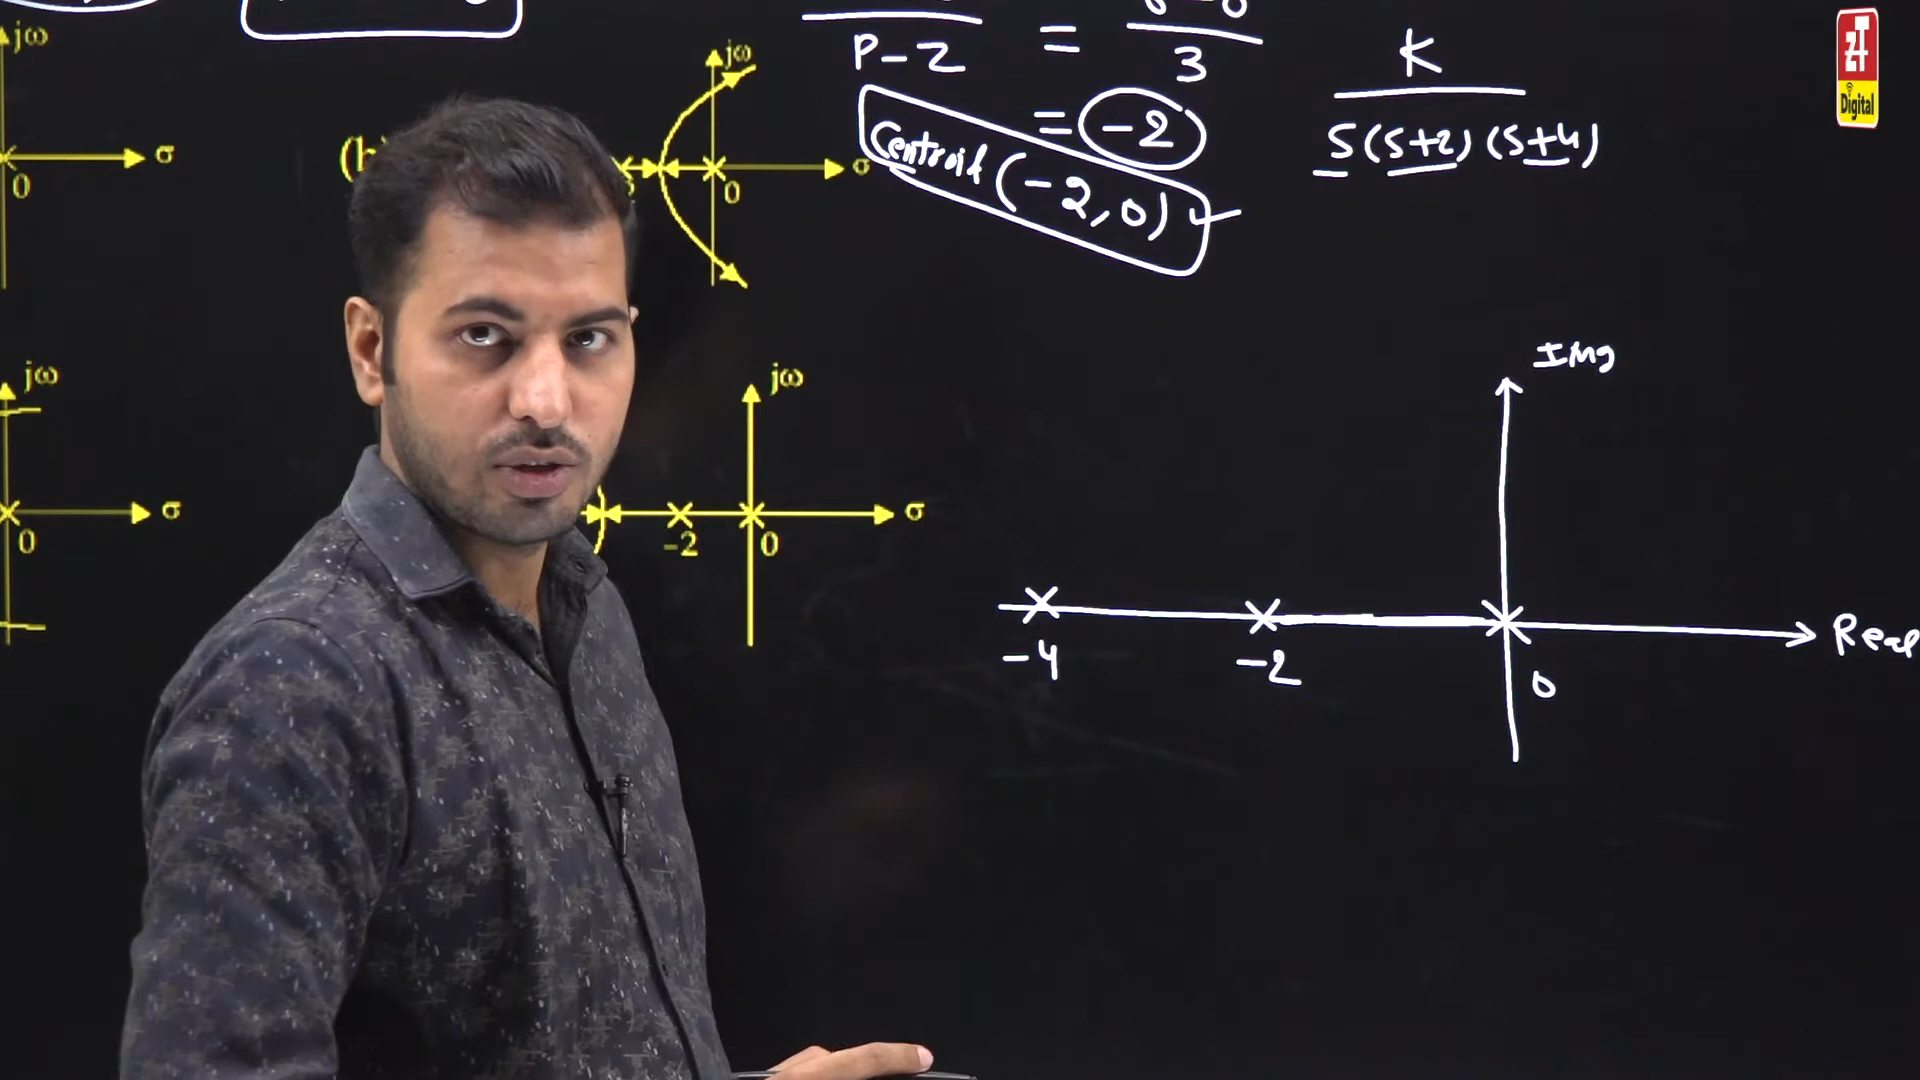 jω
σ
0
jω
σ
0
jω
σ
0
jω
σ
-2
0
P-Z = 3
= -2
Centroid (-2,0)
K
S(S+2)(S+4)
Img
Real
-4
-2
0
ZT
Digital